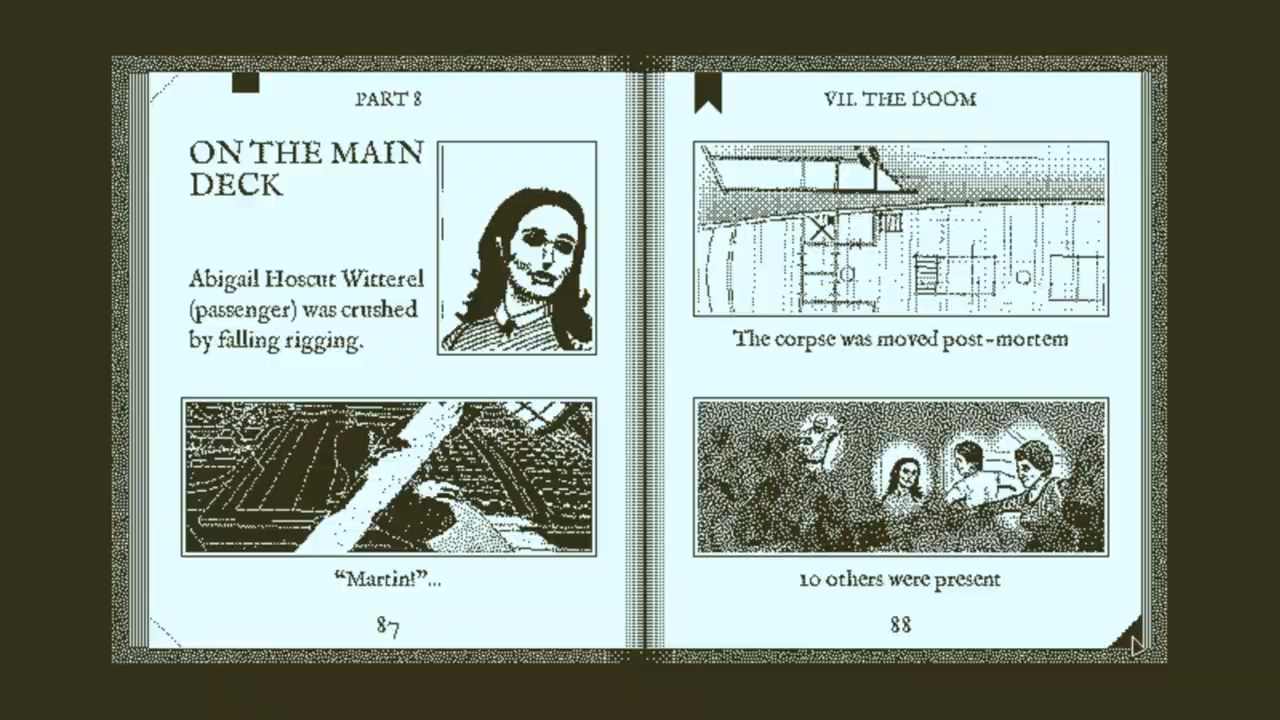 PART 8
ON THE MAIN
DECK
Abigail Hoscut Witterel
(passenger) was crushed
by falling rigging.
“Martin!”...
87
VII. THE DOOM
The corpse was moved post-mortem
10 others were present
88